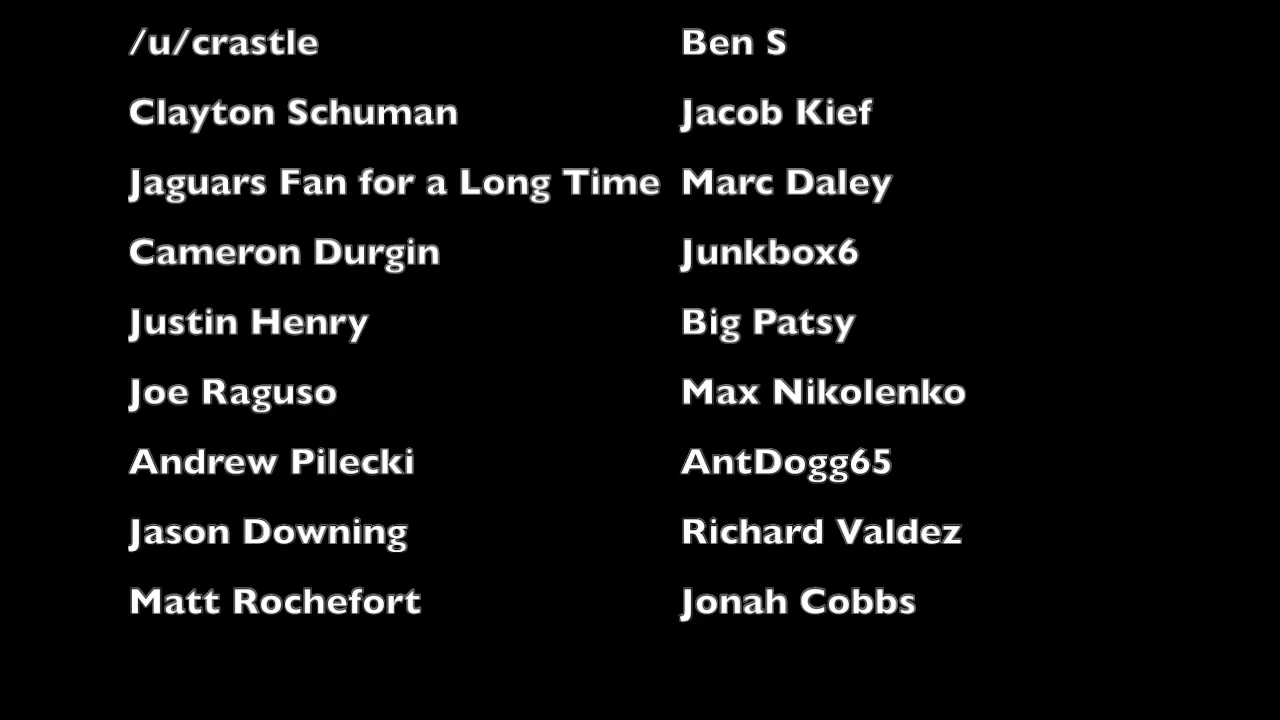 /u/crastle
Clayton Schuman
Jaguars Fan for a Long Time
Cameron Durgin
Justin Henry
Joe Raguso
Andrew Pilecki
Jason Downing
Matt Rochefort
Ben S
Jacob Kief
Marc Daley
Junkbox6
Big Patsy
Max Nikolenko
AntDogg65
Richard Valdez
Jonah Cobbs